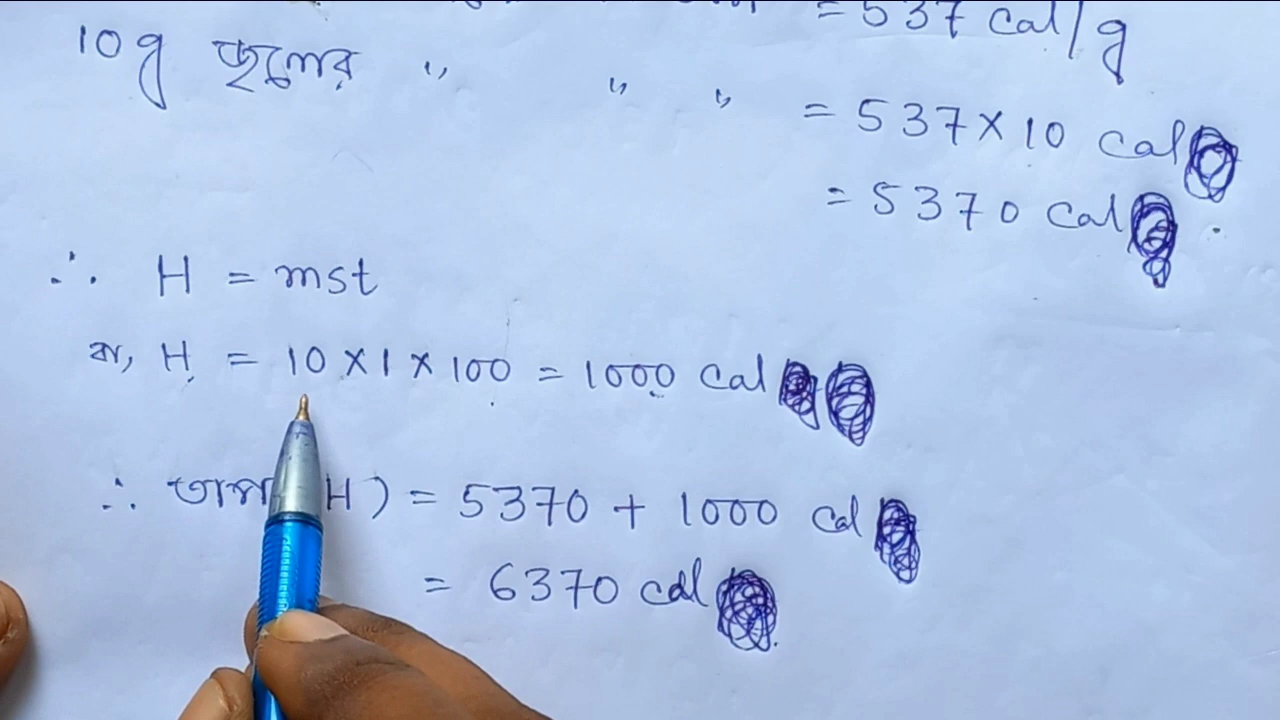 = 537 cal/g
10g জলের " " " = 537 × 10 cal
= 5370 cal
∴ H = mst
বা, H = 10 × 1 × 100 = 1000 cal
∴ H) = 5370 + 1000 cal
= 6370 cal